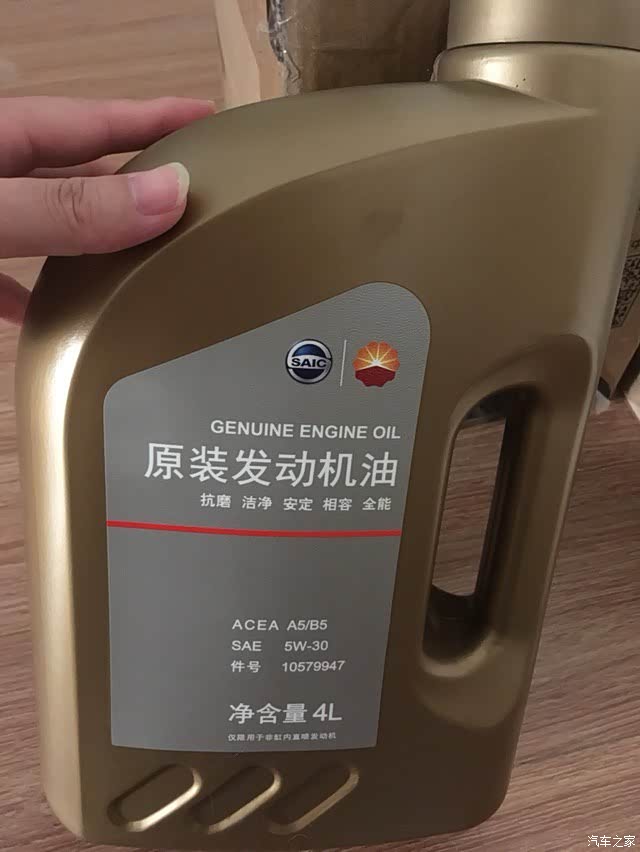 SAIC
GENUINE ENGINE OIL
原装发动机油
抗磨 洁净 安定 相容 全能
ACEA A5/B5
SAE 5W-30
件号 10579947
净含量 4L
仅限用于非缸内直喷发动机
汽车之家